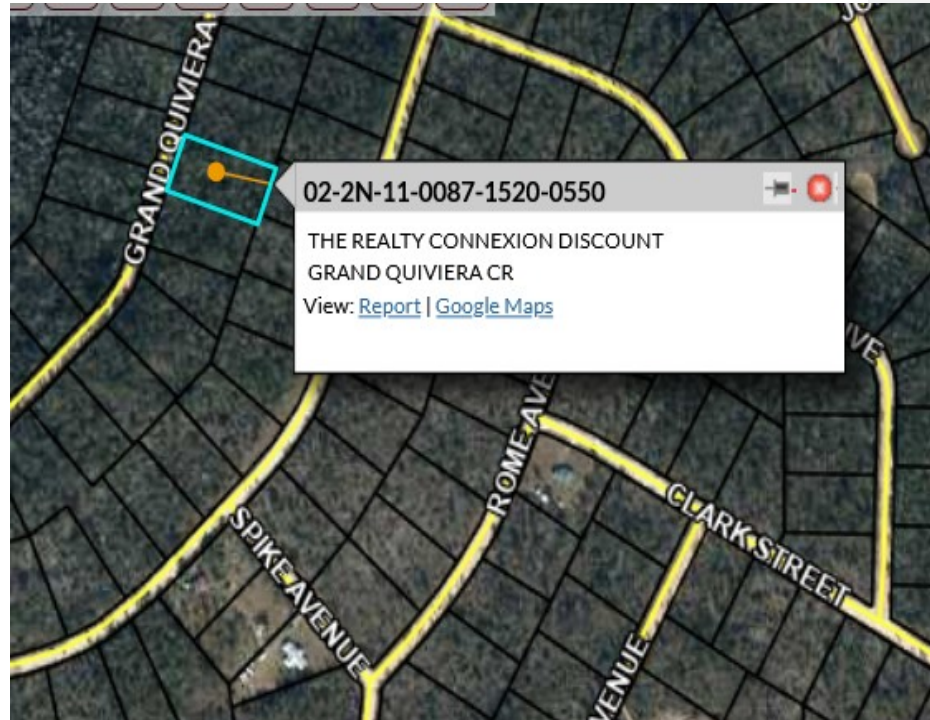 GRAND QUIVIERA
02-2N-11-0087-1520-0550
THE REALTY CONNEXION DISCOUNT
GRAND QUIVIERA CR
View: Report | Google Maps
ROME AVE
CLARK STREET
SPIKE AVENUE